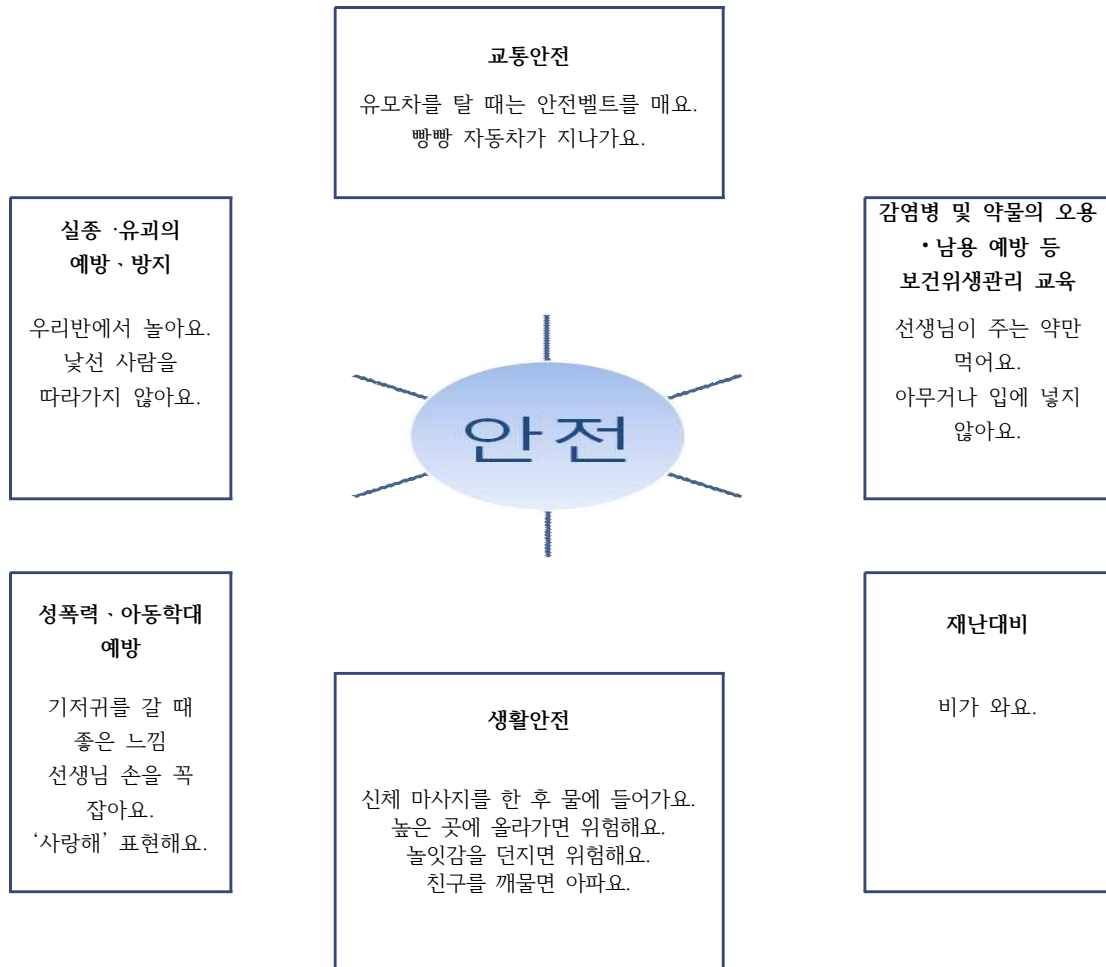 교통안전
유모차를 탈 때는 안전벨트를 매요.
빵빵 자동차가 지나가요.
실종 ·유괴의
예방、방지
우리반에서 놀아요.
낯선 사람을
따라가지 않아요.
감염병 및 약물의 오용
•남용 예방 등
보건위생관리 교육
선생님이 주는 약만
먹어요.
아무거나 입에 넣지
않아요.
안전
성폭력、아동학대
예방
기저귀를 갈 때
좋은 느낌
선생님 손을 꼭
잡아요.
‘사랑해’ 표현해요.
생활안전
신체 마사지를 한 후 물에 들어가요.
높은 곳에 올라가면 위험해요.
놀잇감을 던지면 위험해요.
친구를 깨물면 아파요.
재난대비
비가 와요.